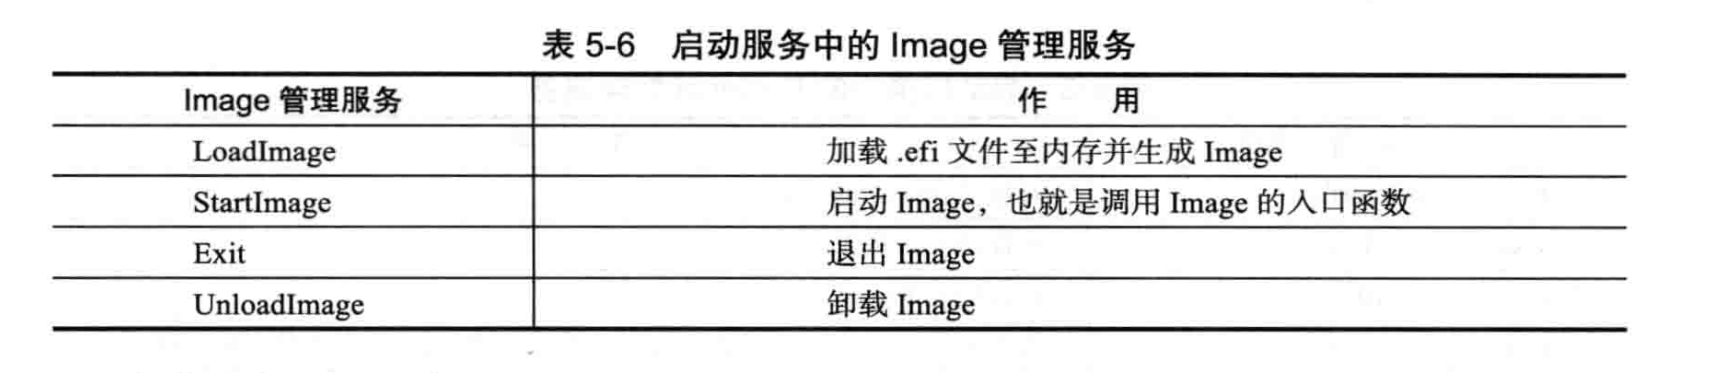 表 5-6 启动服务中的 Image 管理服务
Image 管理服务 作 用
LoadImage 加载 .efi 文件至内存并生成 Image
StartImage 启动 Image，也就是调用 Image 的入口函数
Exit 退出 Image
UnloadImage 卸载 Image